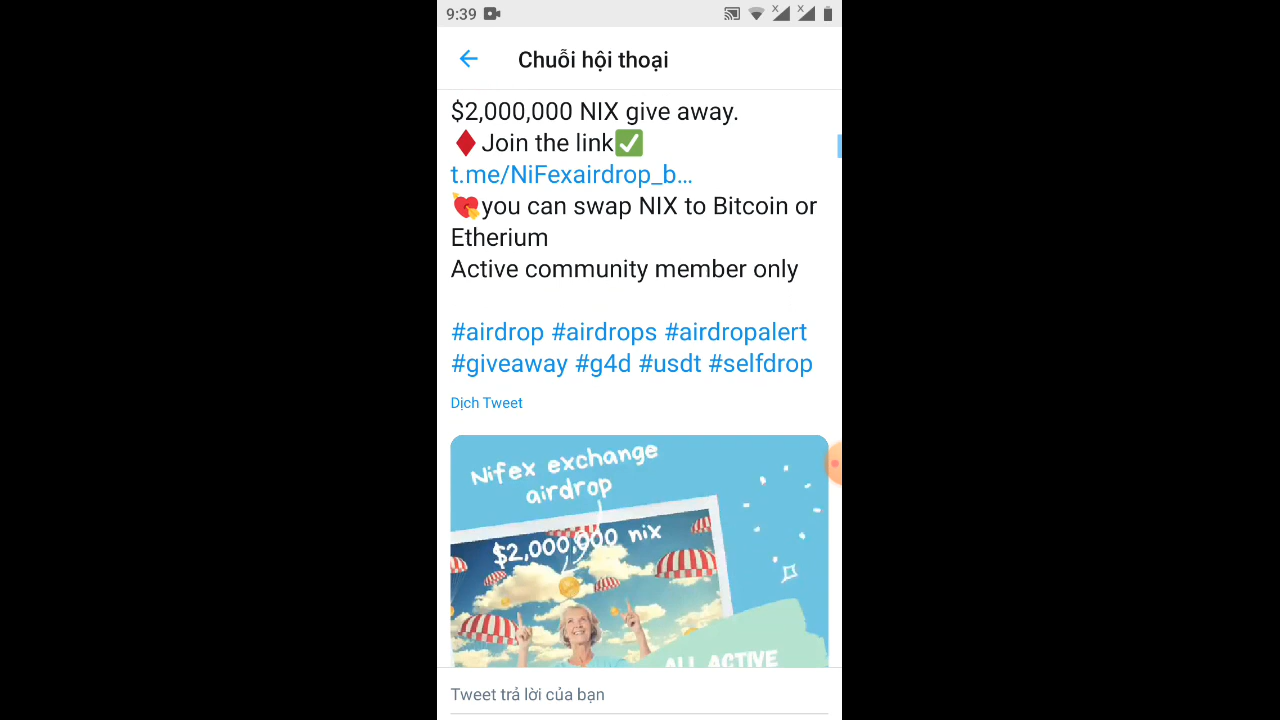 9:39
Chuỗi hội thoại
$2,000,000 NIX give away.
♦️Join the link✅
t.me/NiFexairdrop_b...
💘you can swap NIX to Bitcoin or
Etherium
Active community member only
#airdrop #airdrops #airdropalert
#giveaway #g4d #usdt #selfdrop
Dịch Tweet
Nifex exchange
airdrop
$2,000,000 nix
ALL ACTIVE
Tweet trả lời của bạn